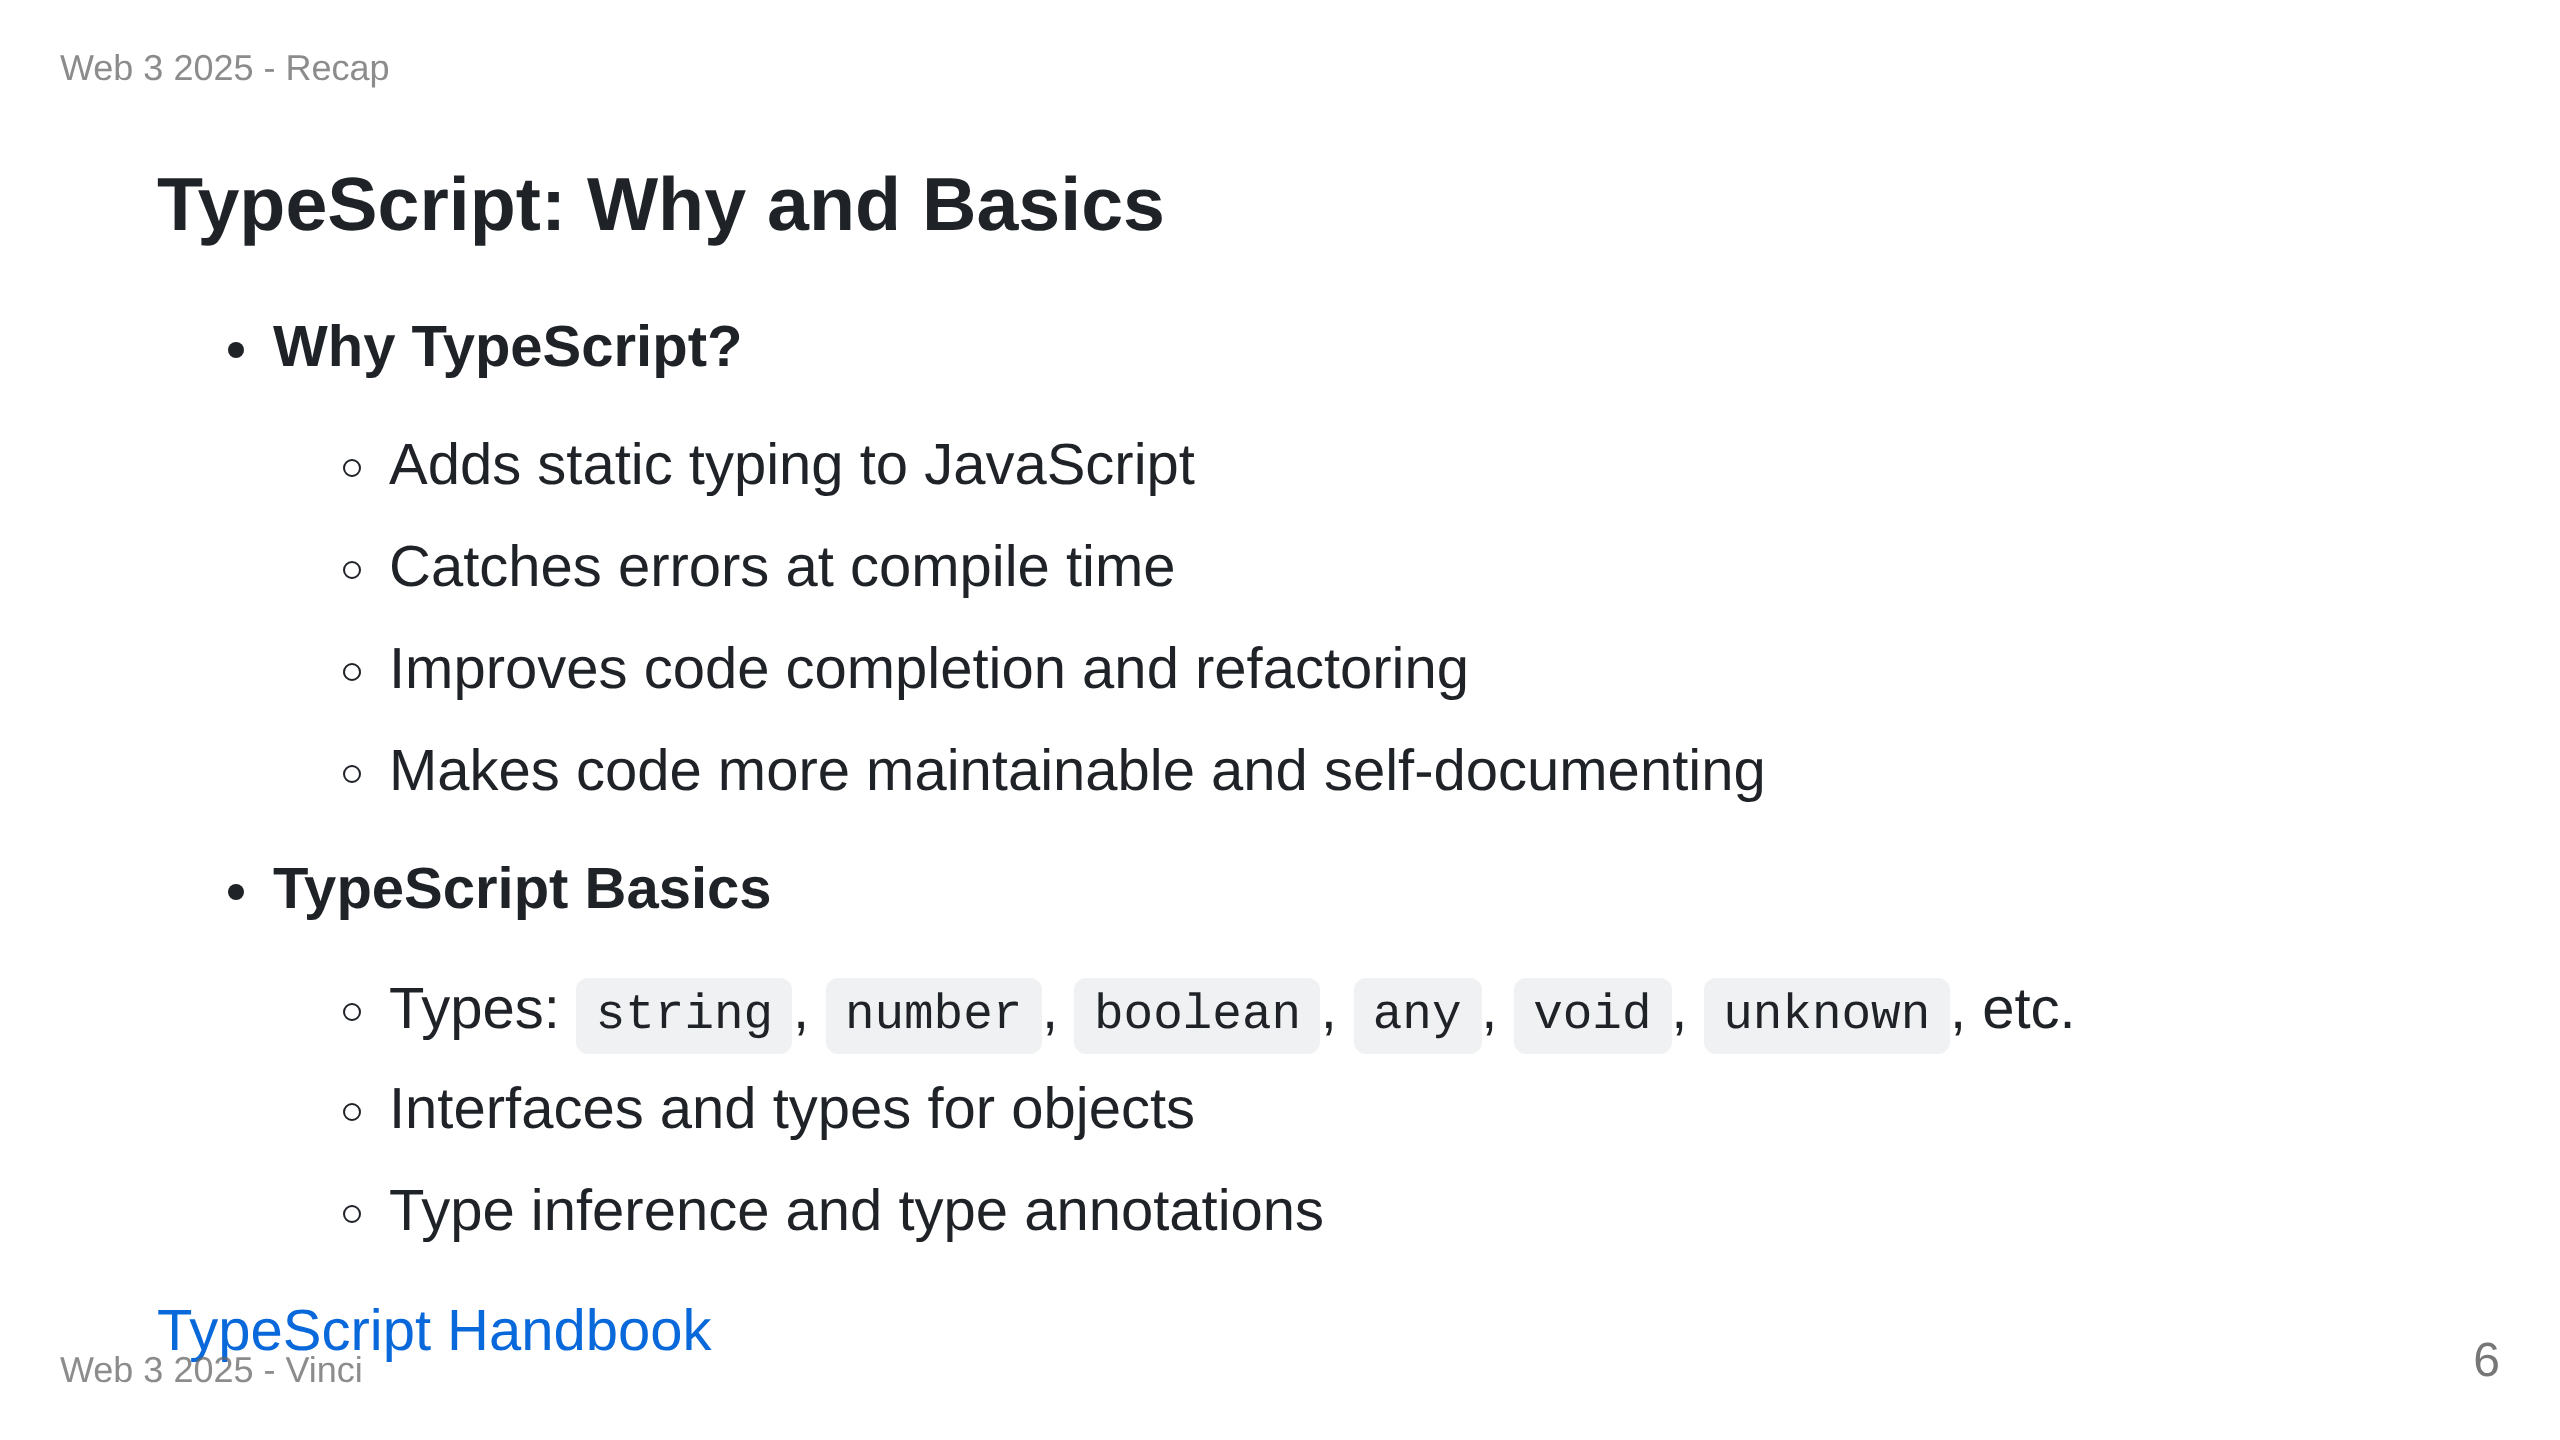 Web 3 2025 - Recap
TypeScript: Why and Basics
Why TypeScript?
Adds static typing to JavaScript
Catches errors at compile time
Improves code completion and refactoring
Makes code more maintainable and self-documenting
TypeScript Basics
Types: string, number, boolean, any, void, unknown, etc.
Interfaces and types for objects
Type inference and type annotations
TypeScript Handbook
Web 3 2025 - Vinci
6